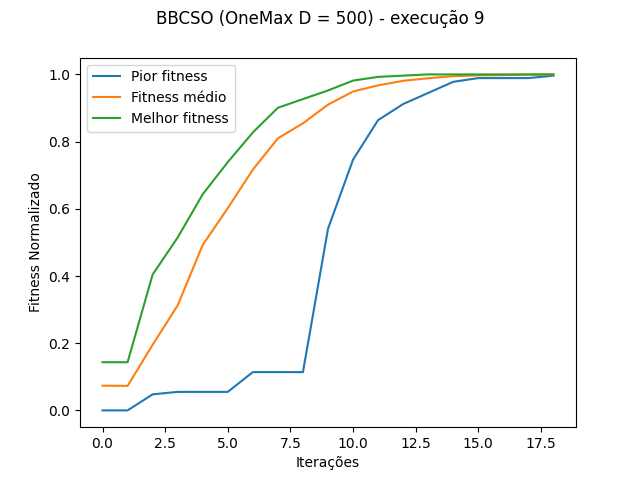 BBCSO (OneMax D = 500) - execução 9
Pior fitness
Fitness médio
Melhor fitness
Fitness Normalizado
1.0
0.8
0.6
0.4
0.2
0.0
0.0 2.5 5.0 7.5 10.0 12.5 15.0 17.5
Iterações